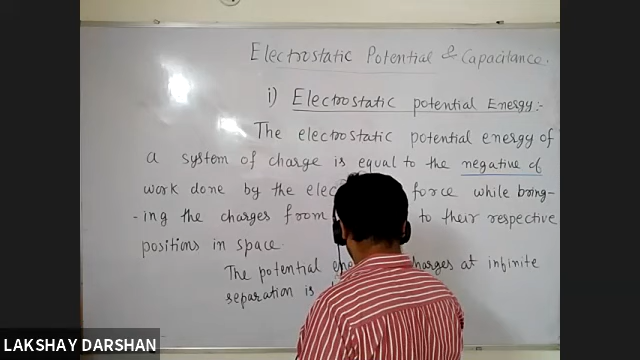 Electrostatic Potential & Capacitance.
i) Electrostatic potential Energy:-
The electrostatic potential energy of
a system of charge is equal to the negative of
work done by the force while bring-
-ing the charges from to their respective
positions in space.
The potential charges at infinite
separation is
LAKSHAY DARSHAN